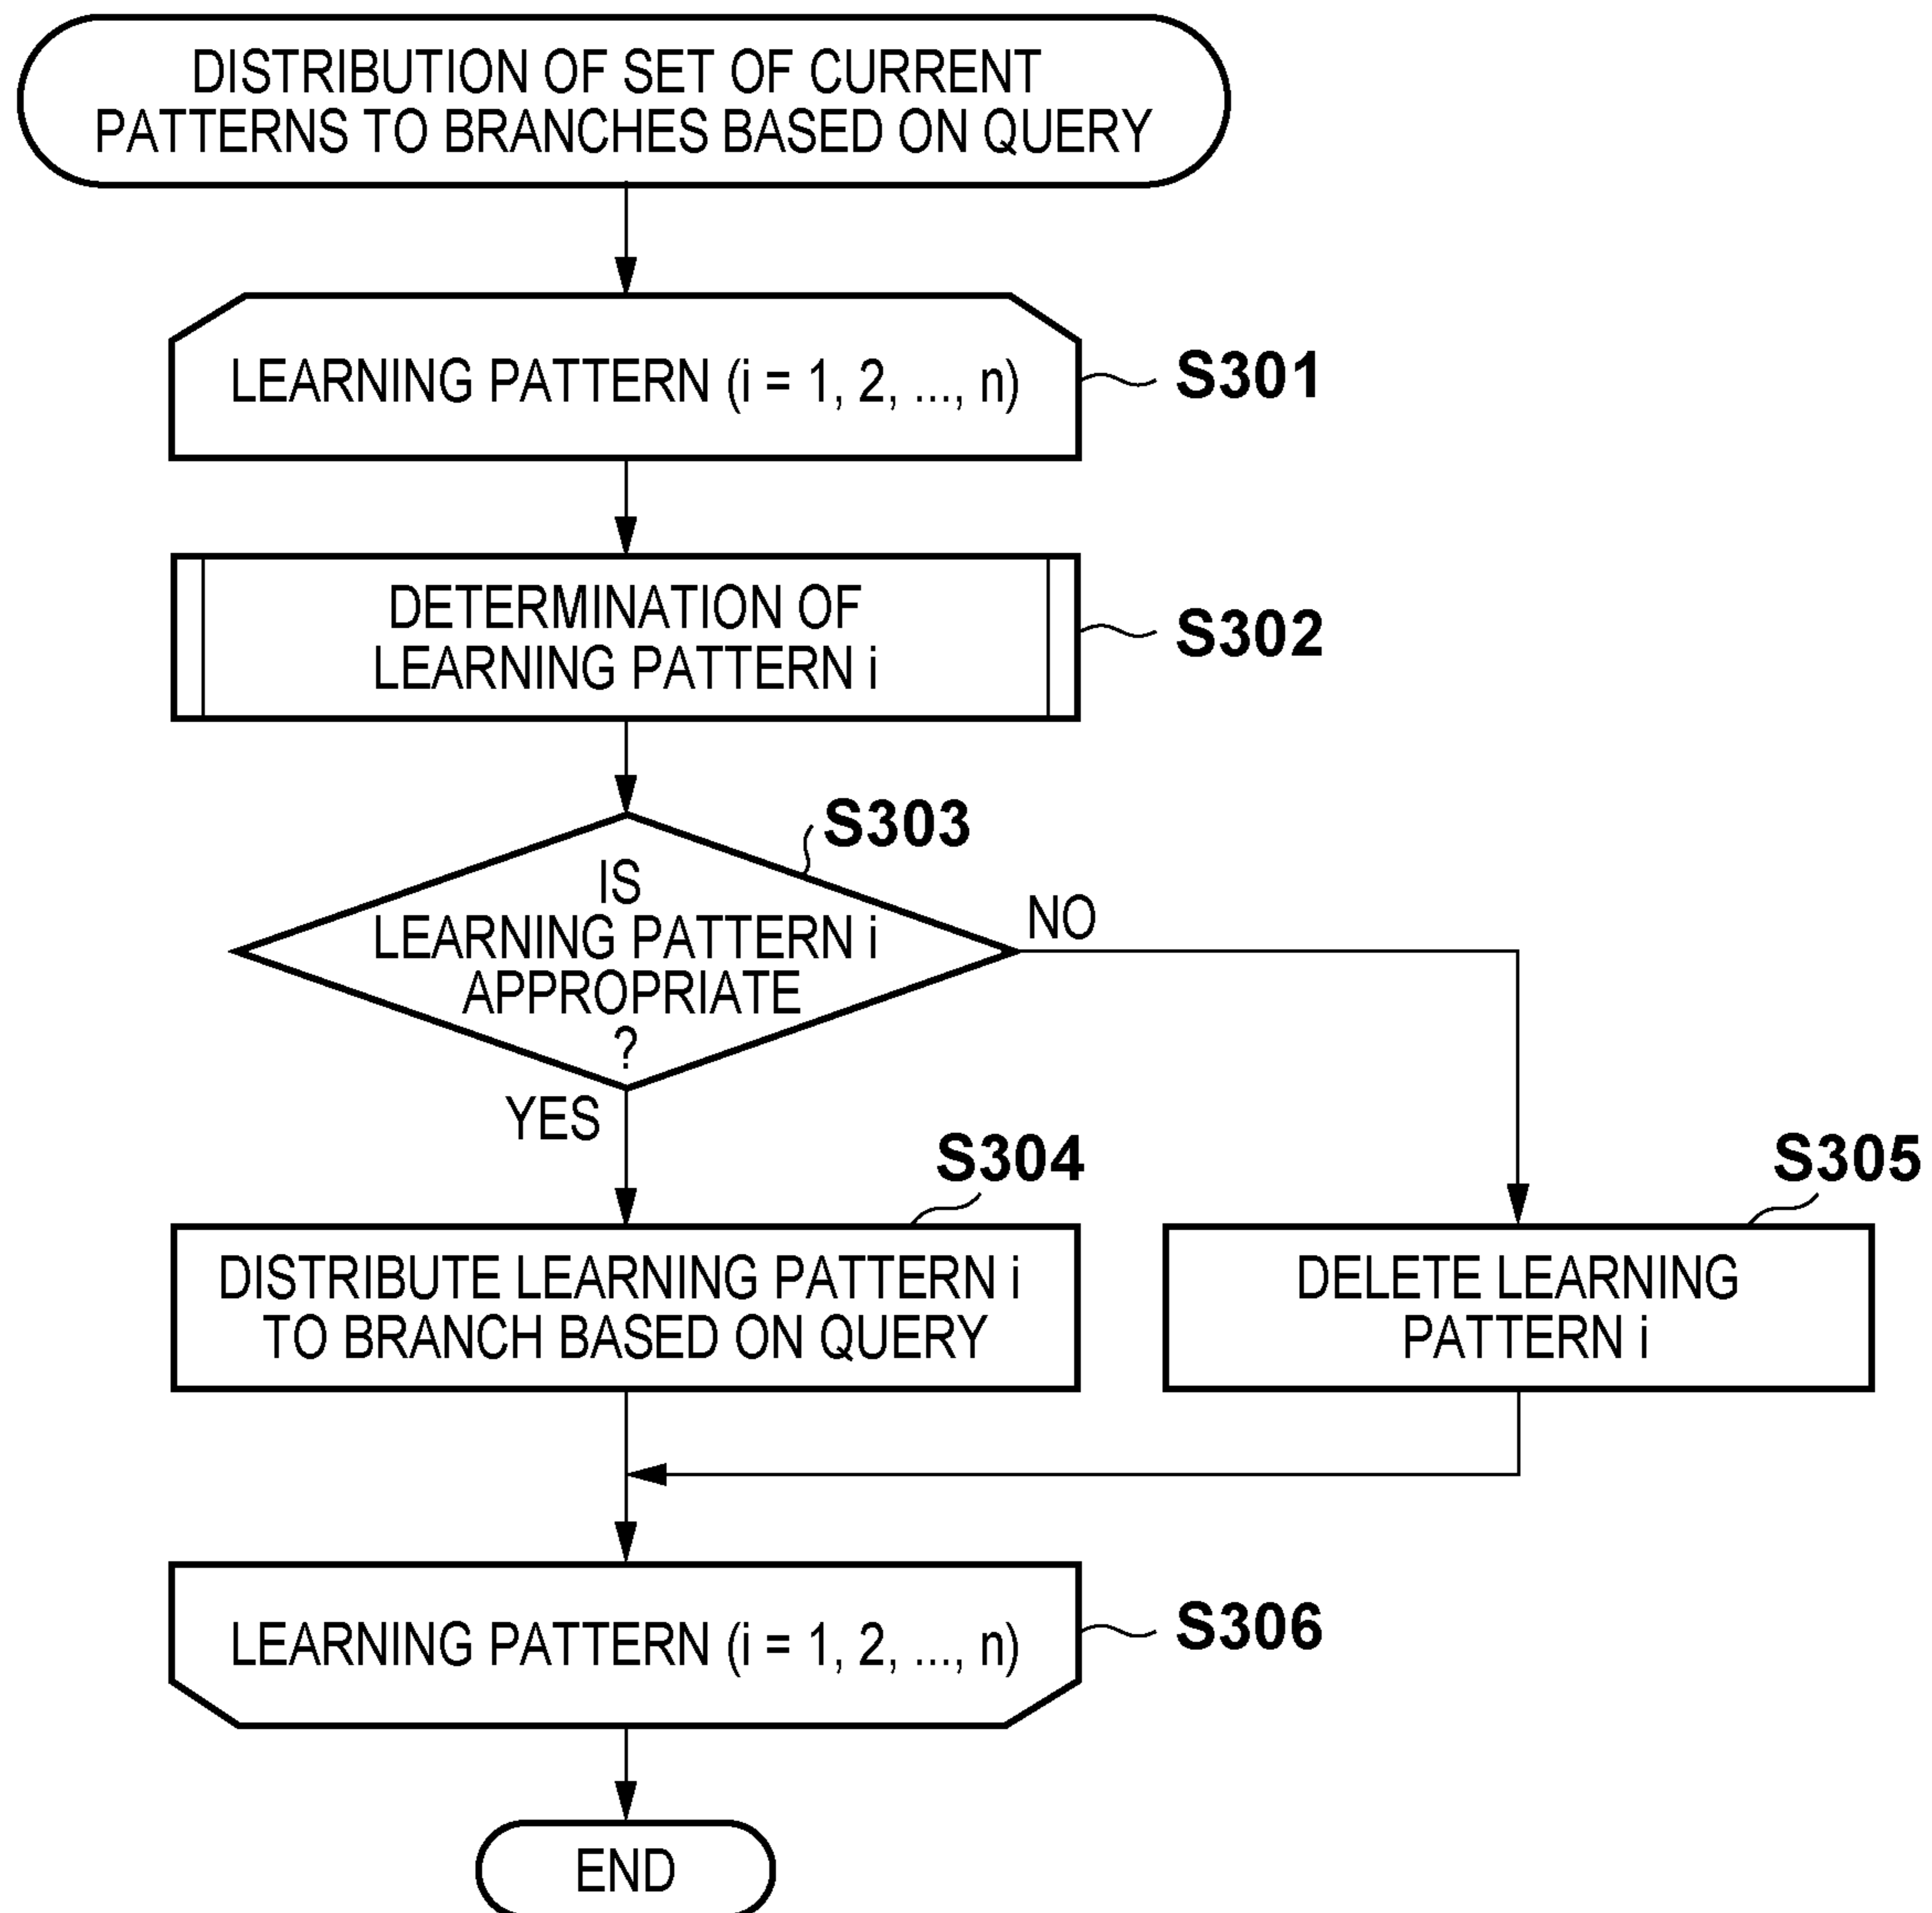 DISTRIBUTION OF SET OF CURRENT
PATTERNS TO BRANCHES BASED ON QUERY
LEARNING PATTERN (i = 1, 2, ..., n)
S301
DETERMINATION OF
LEARNING PATTERN i
S302
S303
IS
LEARNING PATTERN i
APPROPRIATE
?
NO
YES
S304
DISTRIBUTE LEARNING PATTERN i
TO BRANCH BASED ON QUERY
S305
DELETE LEARNING
PATTERN i
LEARNING PATTERN (i = 1, 2, ..., n)
S306
END